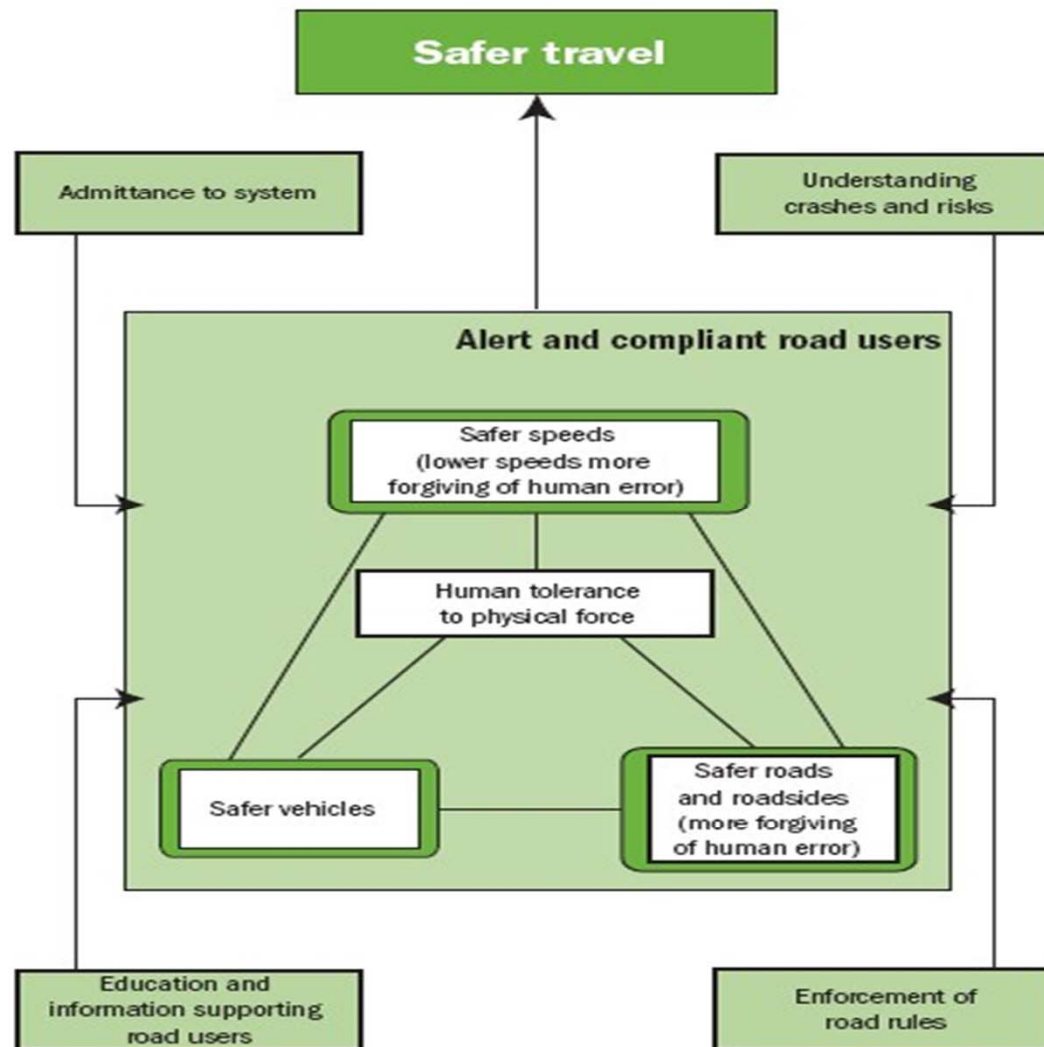 Safer travel
Admittance to system
Understanding
crashes and risks
Alert and compliant road users
Safer speeds
(lower speeds more
forgiving of human error)
Human tolerance
to physical force
Safer vehicles
Safer roads
and roadsides
(more forgiving
of human error)
Education and
information supporting
road users
Enforcement of
road rules